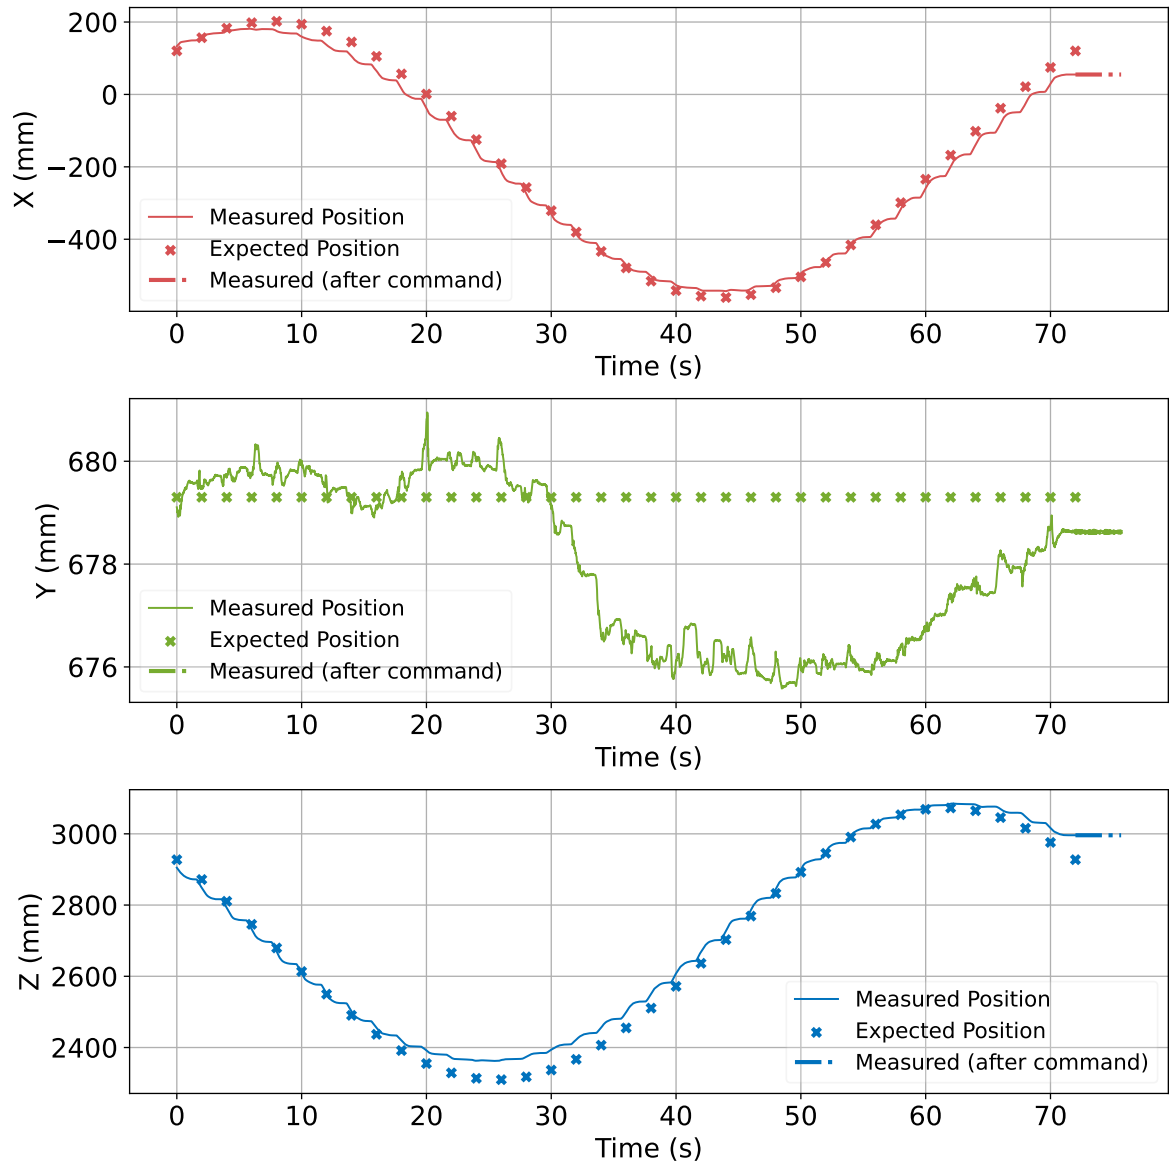 200
0
−200
−400
X (mm)
Measured Position
Expected Position
Measured (after command)
0 10 20 30 40 50 60 70
Time (s)
680
678
676
Y (mm)
Measured Position
Expected Position
Measured (after command)
0 10 20 30 40 50 60 70
Time (s)
3000
2800
2600
2400
Z (mm)
Measured Position
Expected Position
Measured (after command)
0 10 20 30 40 50 60 70
Time (s)